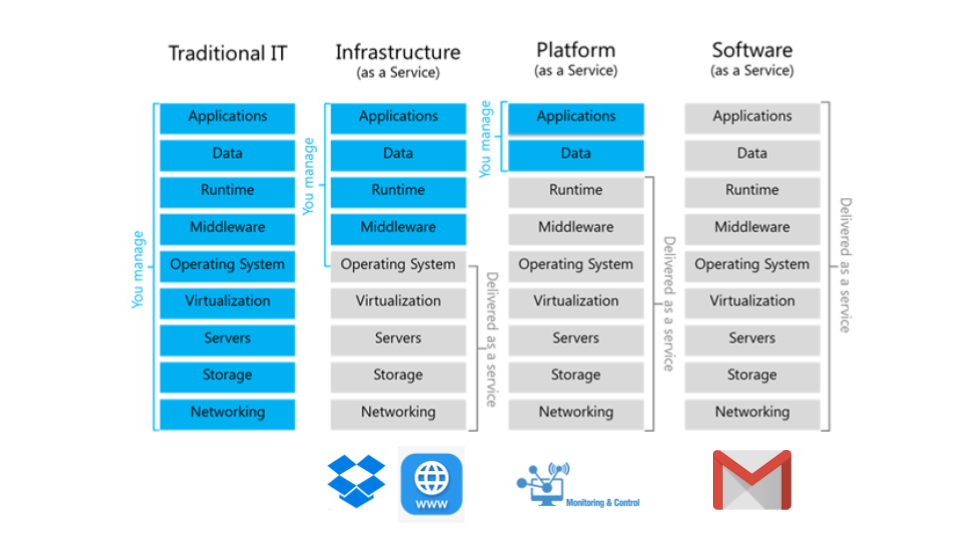 Traditional IT
Infrastructure
(as a Service)
Platform
(as a Service)
Software
(as a Service)
You manage
Applications
Data
Runtime
Middleware
Operating System
Virtualization
Servers
Storage
Networking
You manage
Applications
Data
Runtime
Middleware
Operating System
Virtualization
Servers
Storage
Networking
Delivered as a service
You manage
Applications
Data
Runtime
Middleware
Operating System
Virtualization
Servers
Storage
Networking
Delivered as a service
Applications
Data
Runtime
Middleware
Operating System
Virtualization
Servers
Storage
Networking
Delivered as a service
www
Monitoring & Control